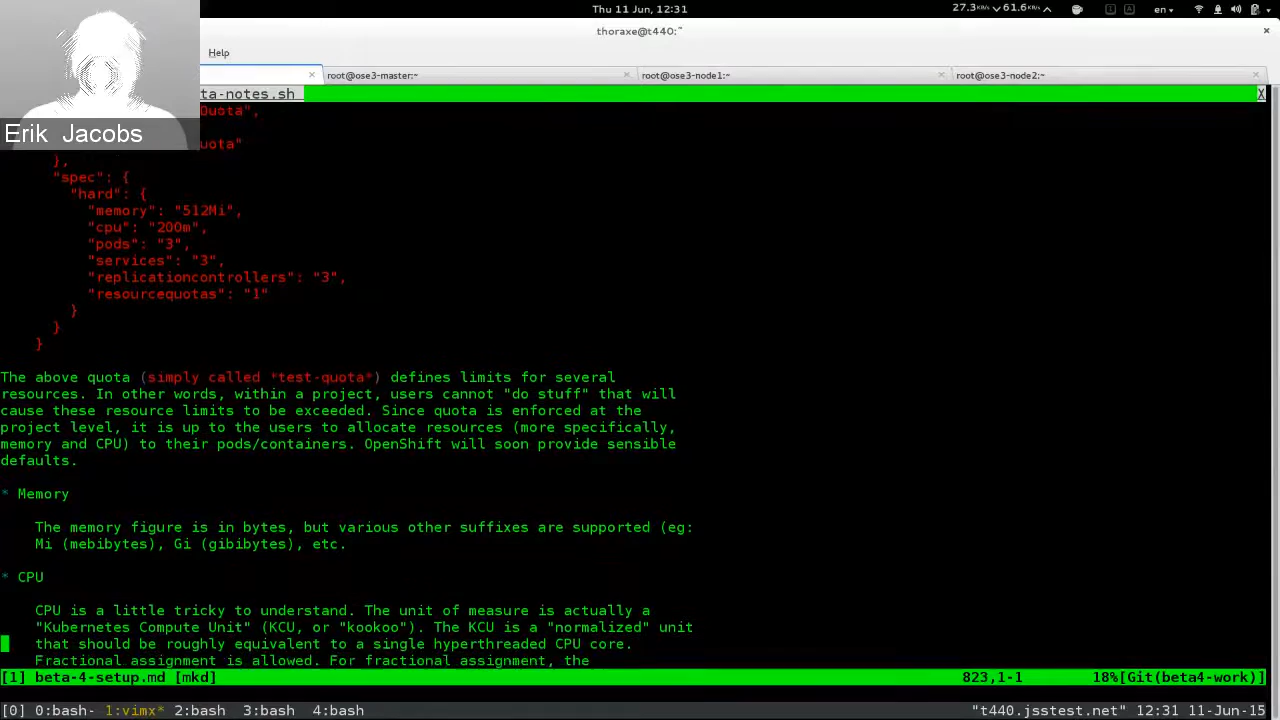 Thu 11 Jun, 12:31
27.3KB/s 61.6KB/s
en
thoraxe@t440:~
Help
root@ose3-master:~
root@ose3-node1:~
root@ose3-node2:~
ta-notes.sh
X
Quota",
Erik Jacobs
uota"
},
"spec": {
"hard": {
"memory": "512Mi",
"cpu": "200m",
"pods": "3",
"services": "3",
"replicationcontrollers": "3",
"resourcequotas": "1"
}
}
}
The above quota (simply called *test-quota*) defines limits for several
resources. In other words, within a project, users cannot "do stuff" that will
cause these resource limits to be exceeded. Since quota is enforced at the
project level, it is up to the users to allocate resources (more specifically,
memory and CPU) to their pods/containers. OpenShift will soon provide sensible
defaults.
* Memory
The memory figure is in bytes, but various other suffixes are supported (eg:
Mi (mebibytes), Gi (gibibytes), etc.
* CPU
CPU is a little tricky to understand. The unit of measure is actually a
"Kubernetes Compute Unit" (KCU, or "kookoo"). The KCU is a "normalized" unit
that should be roughly equivalent to a single hyperthreaded CPU core.
Fractional assignment is allowed. For fractional assignment, the
[1] beta-4-setup.md [mkd] 823,1-1 18%[Git(beta4-work)]
[0] 0:bash- 1:vimx* 2:bash 3:bash 4:bash "t440.jsstest.net" 12:31 11-Jun-15